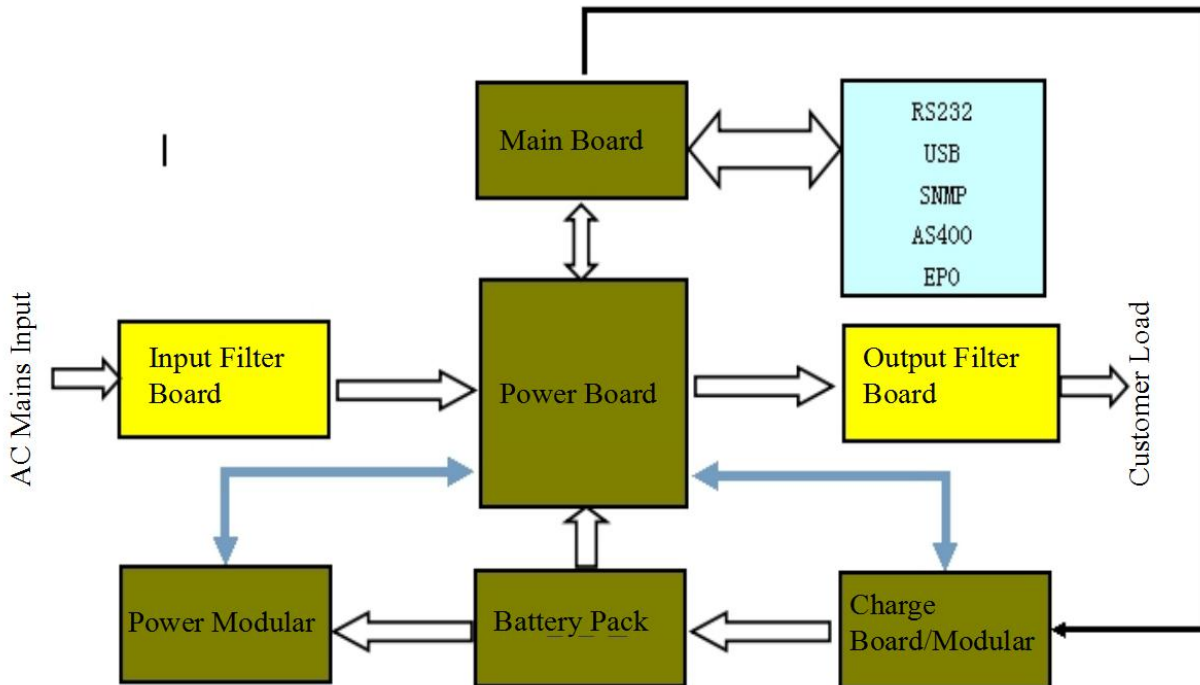 Main Board
RS232
USB
SNMP
AS400
EPO
AC Mains Input
Input Filter
Board
Power Board
Output Filter
Board
Customer Load
Power Modular
Battery Pack
Charge
Board/Modular